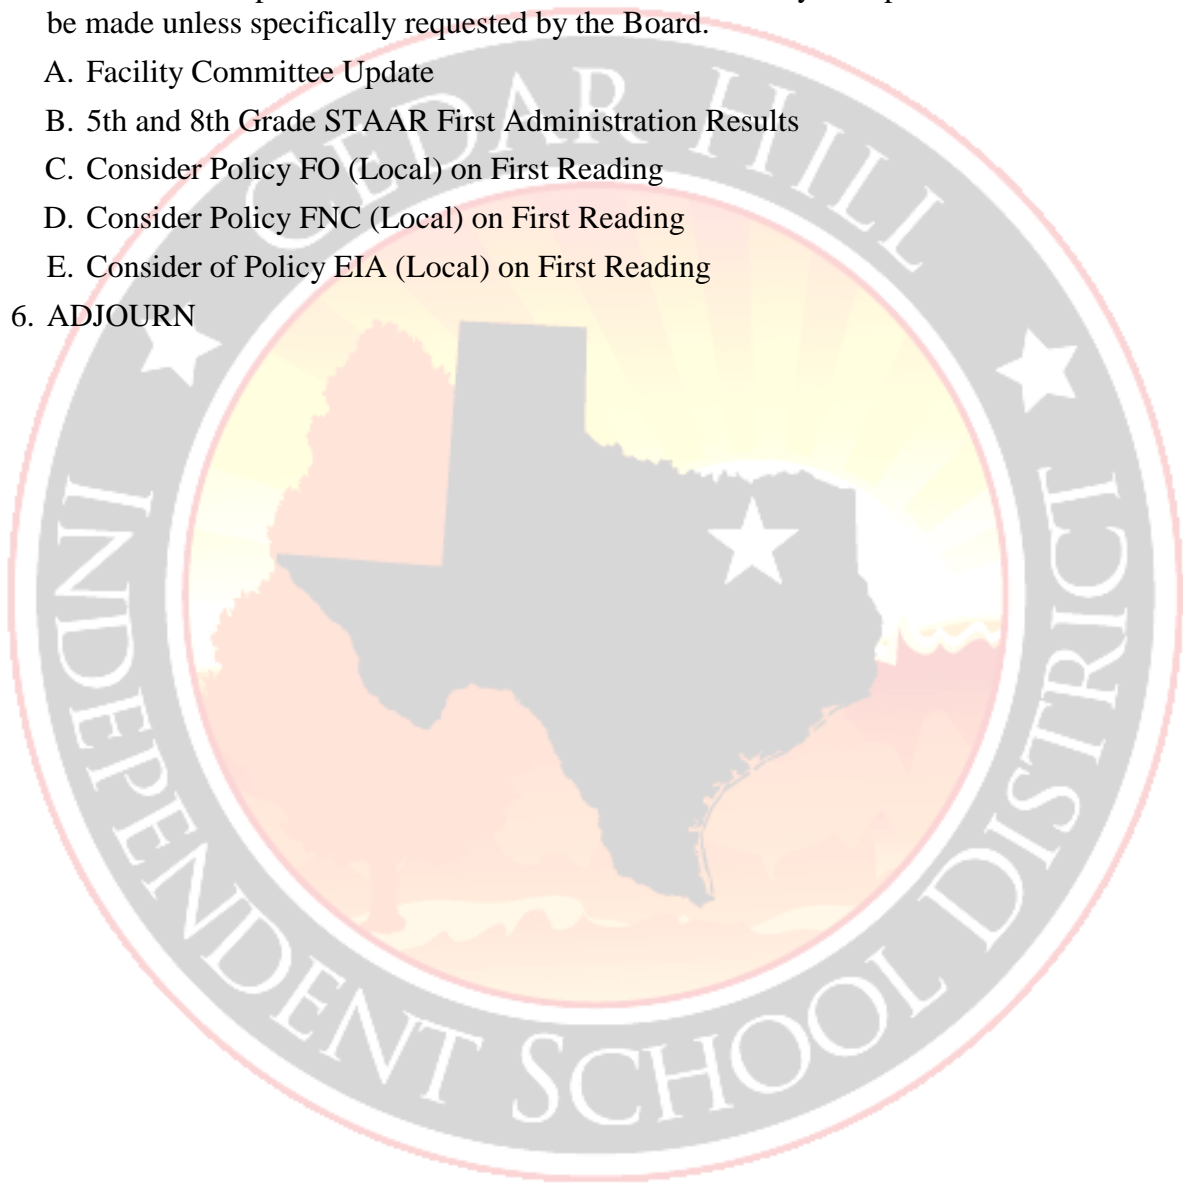 be made unless specifically requested by the Board.
A. Facility Committee Update
B. 5th and 8th Grade STAAR First Administration Results
C. Consider Policy FO (Local) on First Reading
D. Consider Policy FNC (Local) on First Reading
E. Consider of Policy EIA (Local) on First Reading
6. ADJOURN
CEDAR HILL
INDEPENDENT SCHOOL DISTRICT